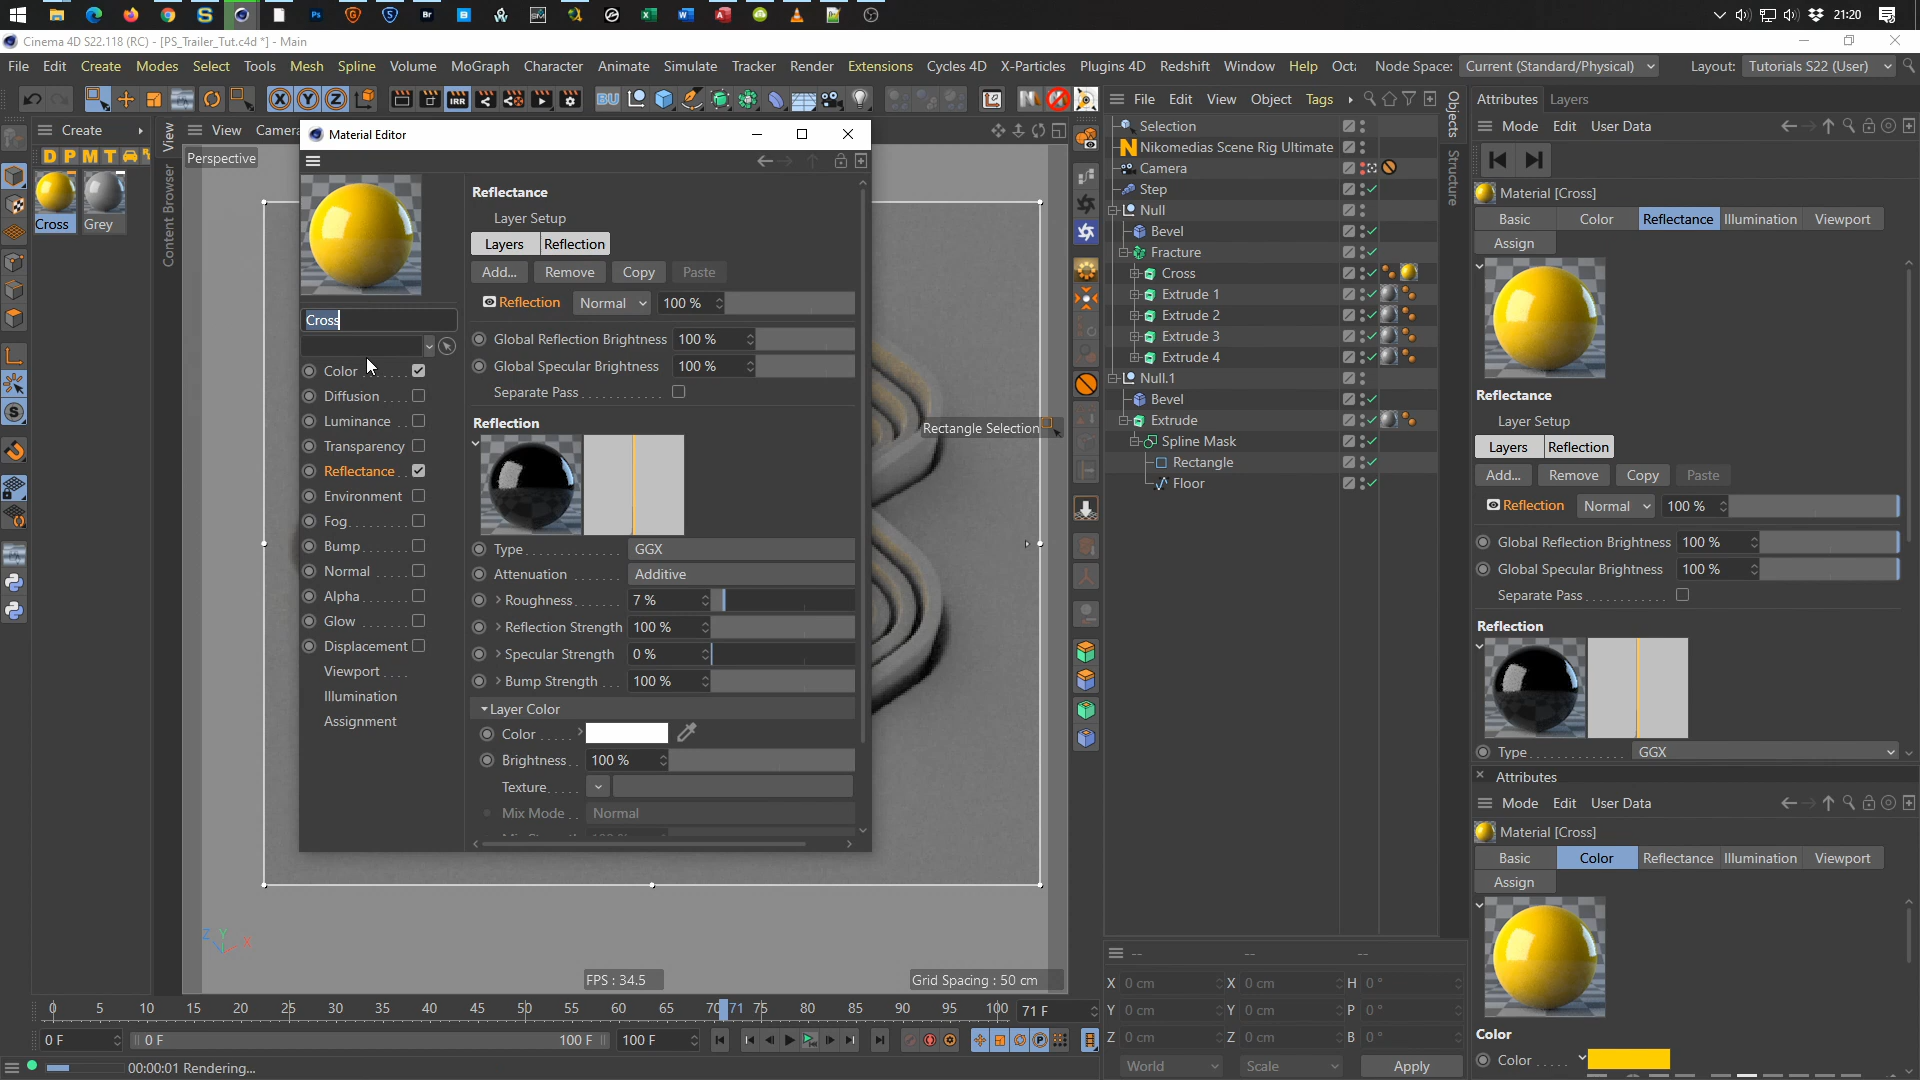 21:20
Cinema 4D S22.118 (RC) - [PS_Trailer_Tut.c4d *] - Main
File Edit Create Modes Select Tools Mesh Spline Volume MoGraph Character Animate Simulate Tracker Render Extensions Cycles 4D X-Particles Plugins 4D Redshift Window Help Octa Node Space: Current (Standard/Physical) Layout: Tutorials S22 (User)
Create
View
Content Browser
Cross
Grey
View Camera
Perspective
Material Editor
Cross
Color
Diffusion
Luminance
Transparency
Reflectance
Environment
Fog
Bump
Normal
Alpha
Glow
Displacement
Viewport
Illumination
Assignment
Reflectance
Layer Setup
Layers Reflection
Add... Remove Copy Paste
Reflection Normal 100 %
Global Reflection Brightness 100 %
Global Specular Brightness 100 %
Separate Pass
Reflection
Type GGX
Attenuation Additive
Roughness 7 %
Reflection Strength 100 %
Specular Strength 0 %
Bump Strength 100 %
Layer Color
Color
Brightness 100 %
Texture
Mix Mode Normal
Rectangle Selection
FPS : 34.5
Grid Spacing : 50 cm
File Edit View Object Tags
Objects
Structure
Selection
Nikomedias Scene Rig Ultimate
Camera
Step
Null
Bevel
Fracture
Cross
Extrude 1
Extrude 2
Extrude 3
Extrude 4
Null.1
Bevel
Extrude
Spline Mask
Rectangle
Floor
Attributes Layers
Mode Edit User Data
Material [Cross]
Basic Color Reflectance Illumination Viewport
Assign
Reflectance
Layer Setup
Layers Reflection
Add... Remove Copy Paste
Reflection Normal 100 %
Global Reflection Brightness 100 %
Global Specular Brightness 100 %
Separate Pass
Reflection
Type GGX
Attributes
Mode Edit User Data
Material [Cross]
Basic Color Reflectance Illumination Viewport
Assign
Color
Color
0 5 10 15 20 25 30 35 40 45 50 55 60 65 70 71 75 80 85 90 95 100 71 F
0 F 0 F 100 F 100 F
-- -- --
X 0 cm X 0 cm H 0 °
Y 0 cm Y 0 cm P 0 °
Z 0 cm Z 0 cm B 0 °
World Scale Apply
00:00:01 Rendering...